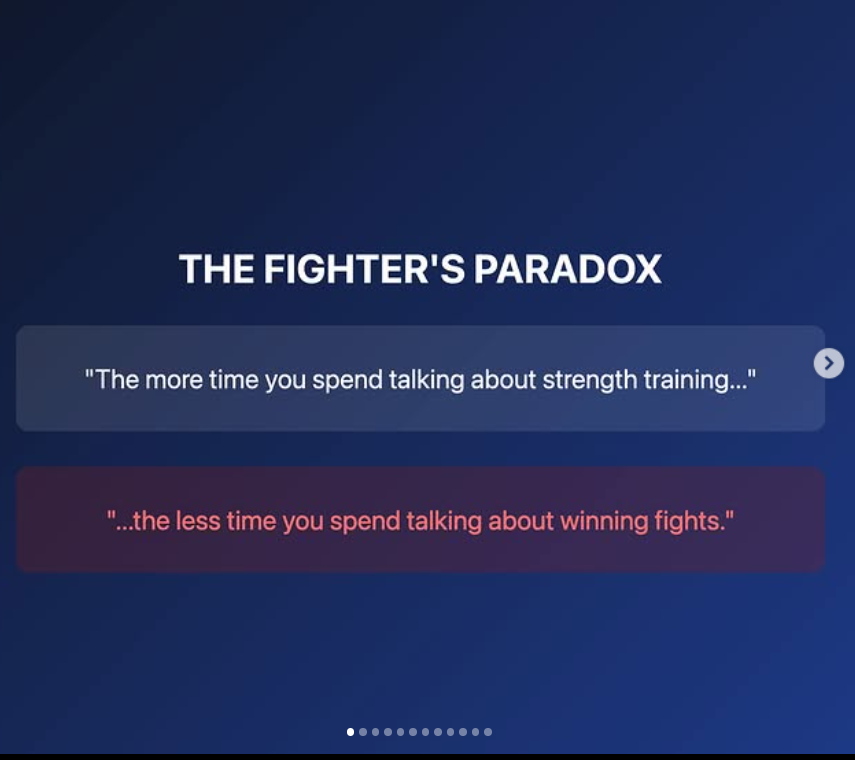 THE FIGHTER'S PARADOX
"The more time you spend talking about strength training..."
"...the less time you spend talking about winning fights."